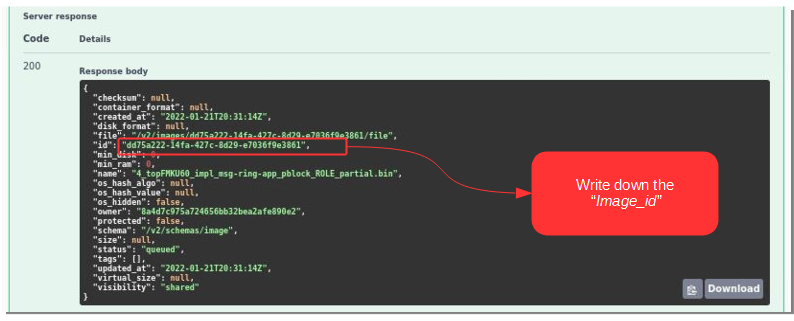 Server response
Code Details
200
Response body
{
"checksum": null,
"container_format": null,
"created_at": "2022-01-21T20:31:14Z",
"disk_format": null,
"file": "/v2/images/dd75a222-14fa-427c-8d29-e7036f9e3861/file",
"id": "dd75a222-14fa-427c-8d29-e7036f9e3861",
"min_disk": 0,
"min_ram": 0,
"name": "4_topFMKU60_impl_msg-ring-app_pblock_ROLE_partial.bin",
"os_hash_algo": null,
"os_hash_value": null,
"os_hidden": false,
"owner": "8a4d7c975a724656bb32bea2afe890e2",
"protected": false,
"schema": "/v2/schemas/image",
"size": null,
"status": "queued",
"tags": [],
"updated_at": "2022-01-21T20:31:14Z",
"virtual_size": null,
"visibility": "shared"
}
Write down the
“Image_id”
Download